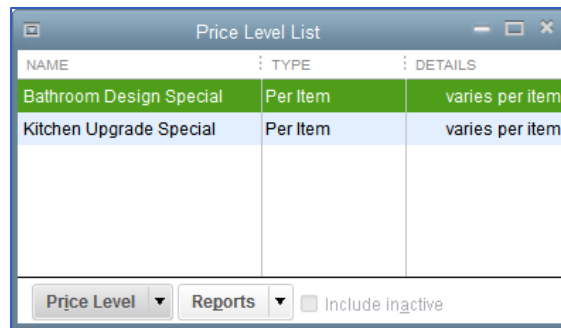 Price Level List
NAME TYPE DETAILS
Bathroom Design Special Per Item varies per item
Kitchen Upgrade Special Per Item varies per item
Price Level Reports Include inactive